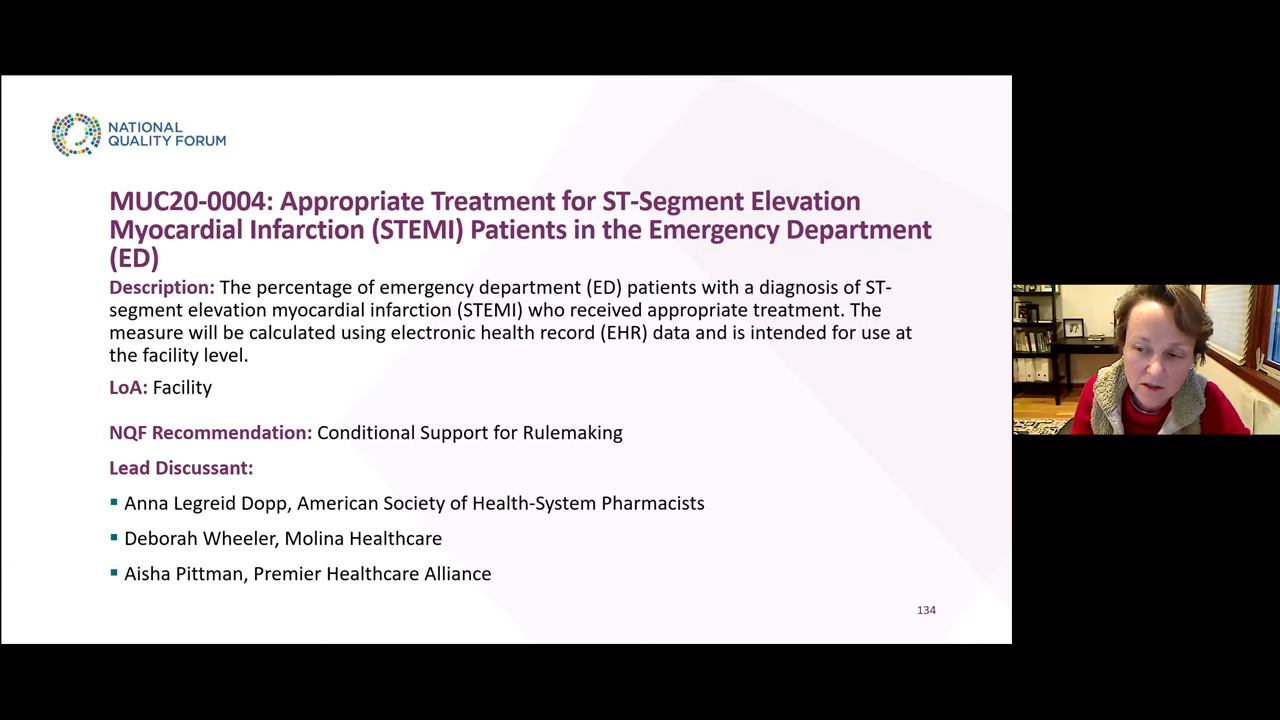 NATIONAL
QUALITY FORUM
MUC20-0004: Appropriate Treatment for ST-Segment Elevation
Myocardial Infarction (STEMI) Patients in the Emergency Department
(ED)
Description: The percentage of emergency department (ED) patients with a diagnosis of ST-
segment elevation myocardial infarction (STEMI) who received appropriate treatment. The
measure will be calculated using electronic health record (EHR) data and is intended for use at
the facility level.
LoA: Facility
NQF Recommendation: Conditional Support for Rulemaking
Lead Discussant:
▪ Anna Legreid Dopp, American Society of Health-System Pharmacists
▪ Deborah Wheeler, Molina Healthcare
▪ Aisha Pittman, Premier Healthcare Alliance
134